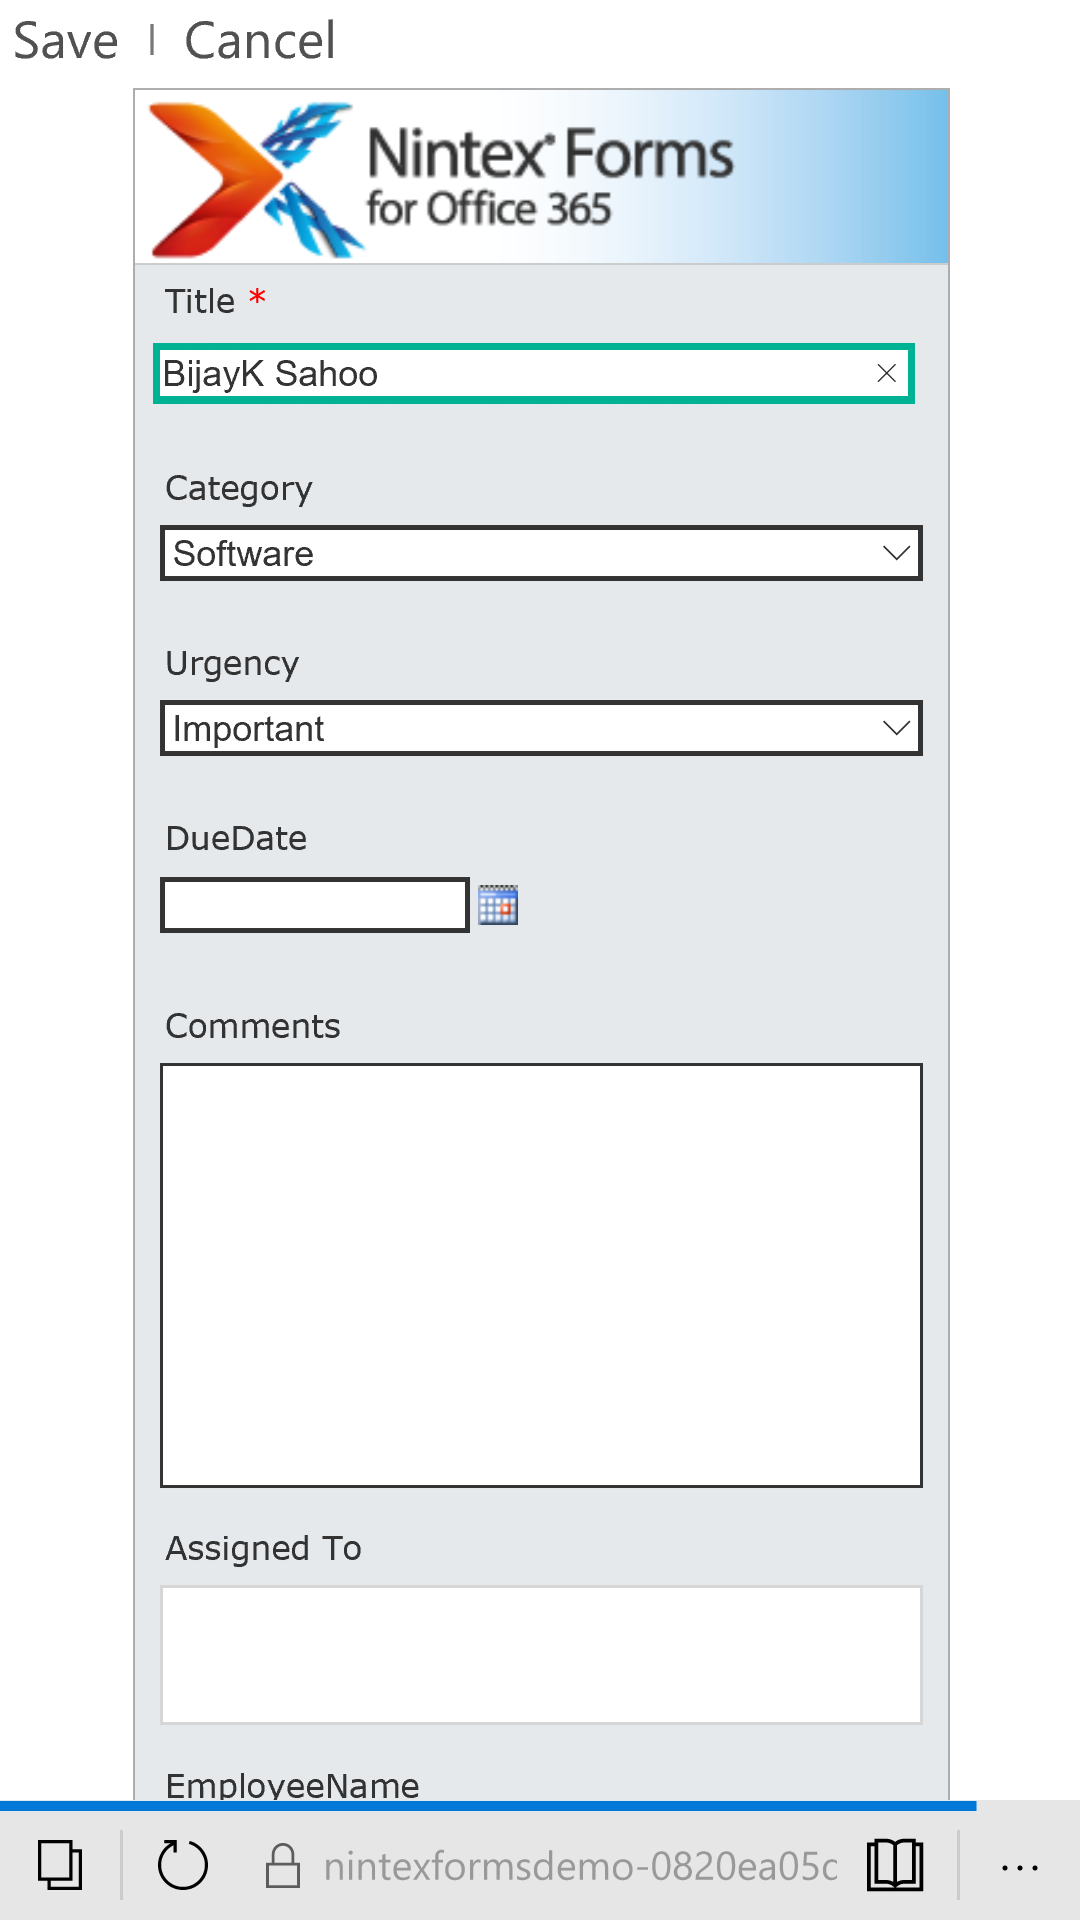 Save | Cancel
Nintex® Forms
for Office 365
Title *
BijayK Sahoo
Category
Software
Urgency
Important
DueDate
Comments
Assigned To
EmployeeName
nintexformsdemo-0820ea05c